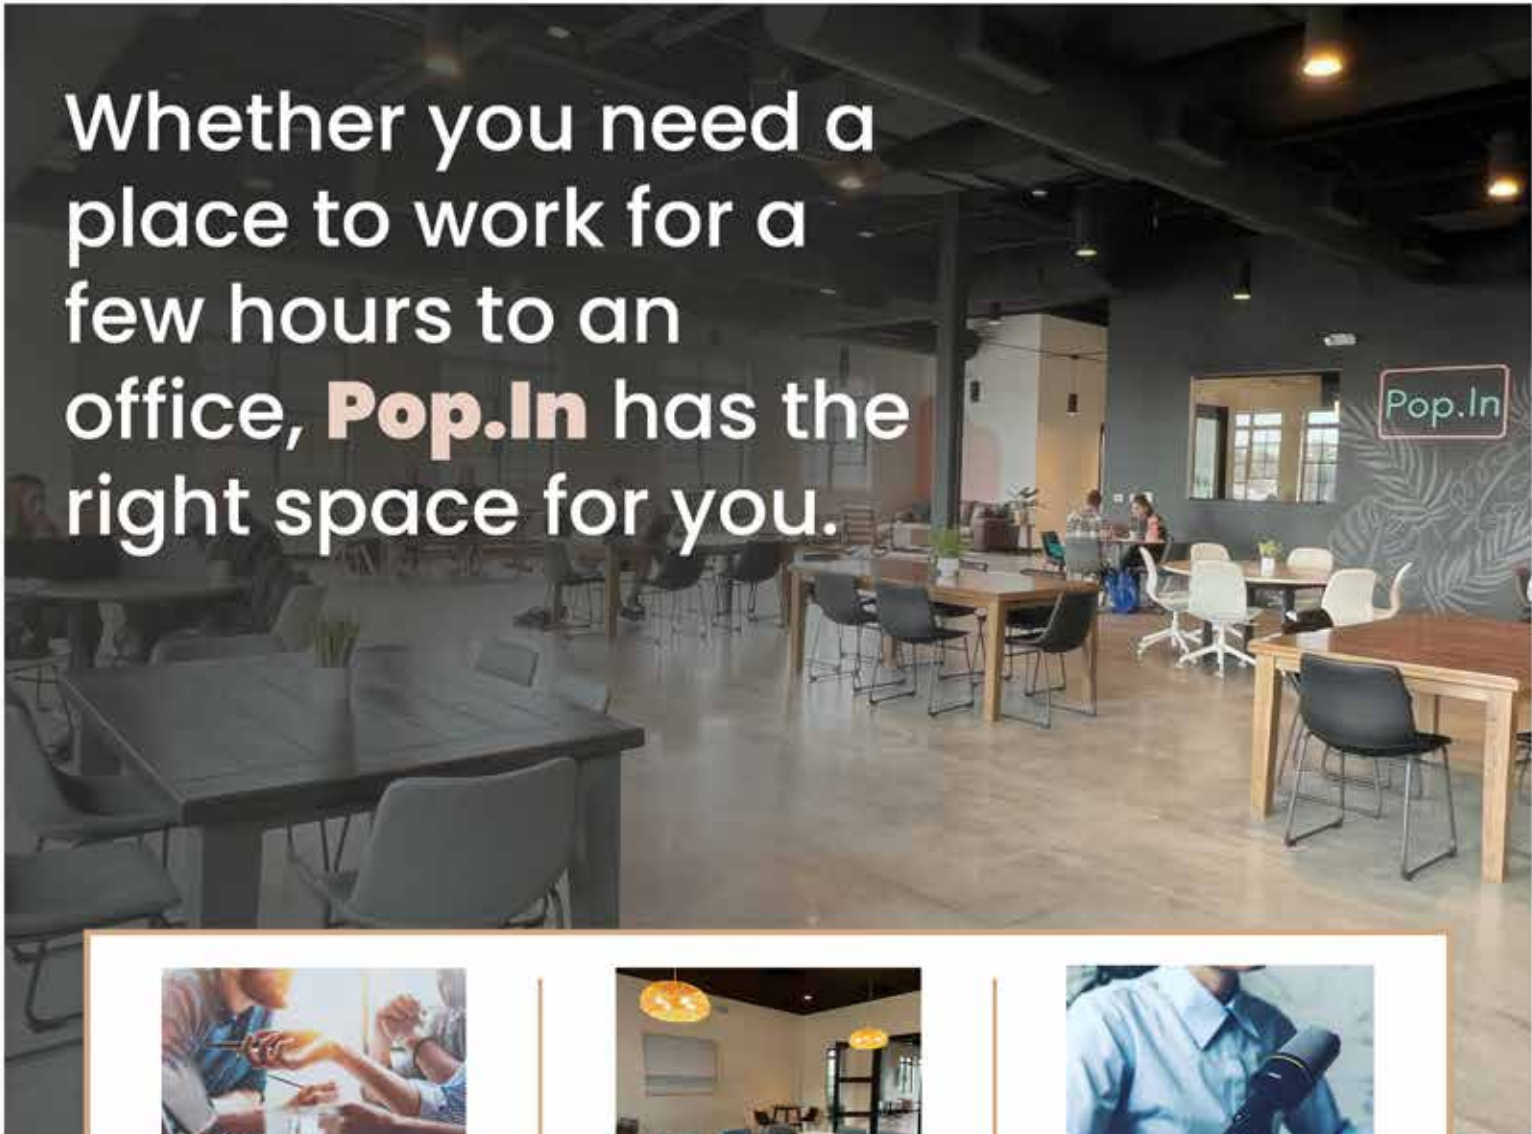 Whether you need a
place to work for a
few hours to an
office, Pop.In has the
right space for you.
Pop.In